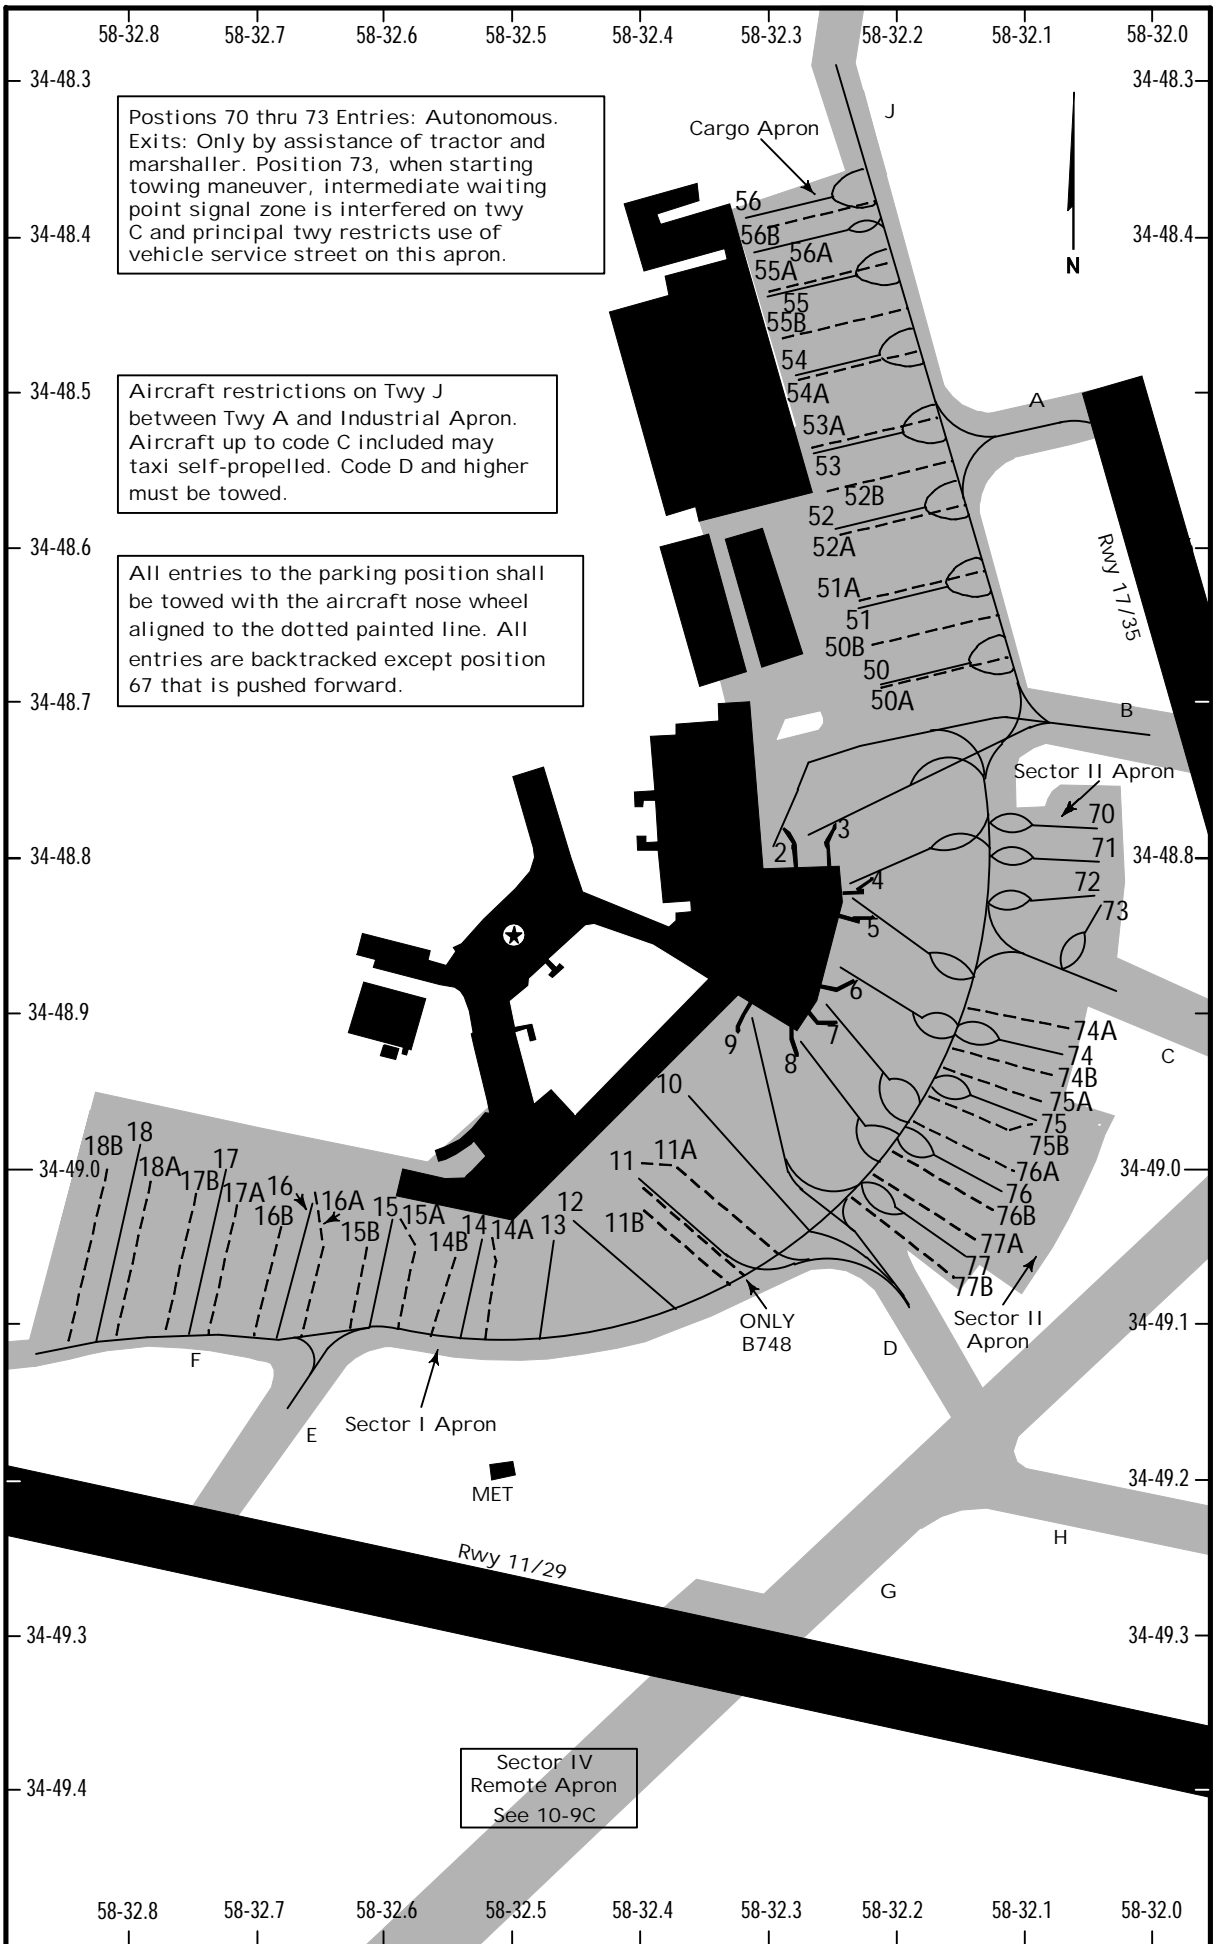 58-32.8 58-32.7 58-32.6 58-32.5 58-32.4 58-32.3 58-32.2 58-32.1 58-32.0
34-48.3 34-48.3
Postions 70 thru 73 Entries: Autonomous.
Exits: Only by assistance of tractor and
marshaller. Position 73, when starting
towing maneuver, intermediate waiting
point signal zone is interfered on twy
C and principal twy restricts use of
vehicle service street on this apron.
J
Cargo Apron
56
56B
56A
34-48.4 34-48.4
N
55A
55
55B
54
54A
34-48.5
Aircraft restrictions on Twy J
between Twy A and Industrial Apron.
Aircraft up to code C included may
taxi self-propelled. Code D and higher
must be towed.
A
53A
53
52B
52
52A
34-48.6
Rwy 17/35
All entries to the parking position shall
be towed with the aircraft nose wheel
aligned to the dotted painted line. All
entries are backtracked except position
67 that is pushed forward.
51A
51
50B
50
50A
34-48.7
B
Sector II Apron
70
3
2
71
34-48.8 34-48.8
4
72
73
5
6
34-48.9
7
9
8
74A
74
C
74B
10
75A
75
75B
18B 18
18A
17B 17
17A 16
16A
16B
15B
15
15A
14B
14
14A
13
12
11 11A
11B
34-49.0 34-49.0
76A
76
76B
77A
77
77B
Sector II
Apron
ONLY
B748
34-49.1
D
F
Sector I Apron
E
34-49.2
MET
H
Rwy 11/29
G
34-49.3 34-49.3
Sector IV
Remote Apron
See 10-9C
34-49.4
58-32.8 58-32.7 58-32.6 58-32.5 58-32.4 58-32.3 58-32.2 58-32.1 58-32.0